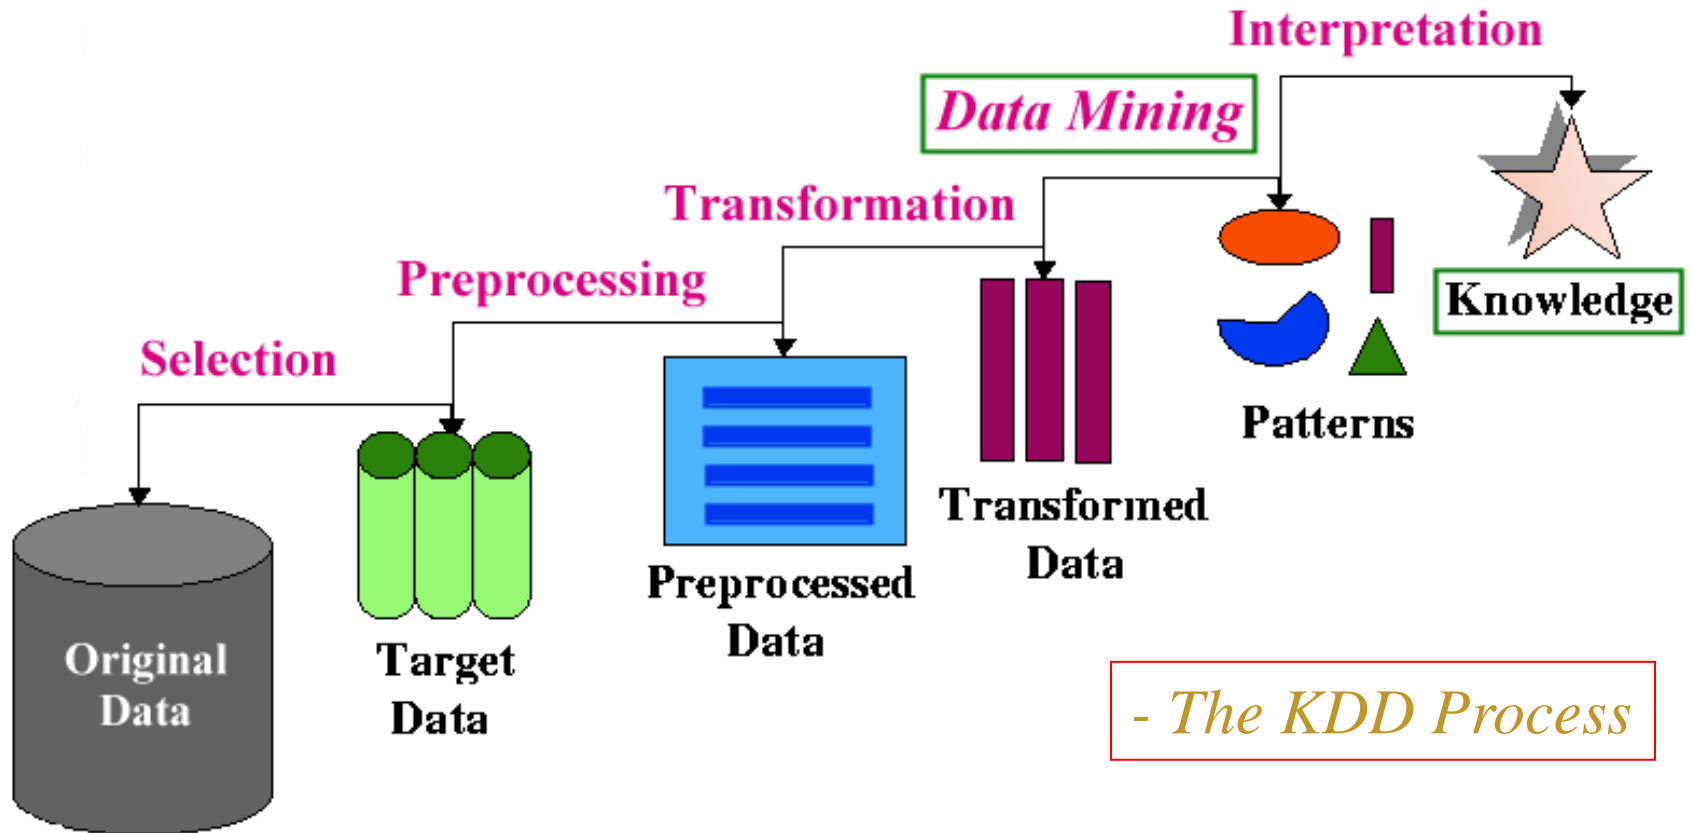 Interpretation
Data Mining
Transformation
Preprocessing
Selection
Knowledge
Patterns
Transformed
Data
Preprocessed
Data
Target
Data
Original
Data
- The KDD Process